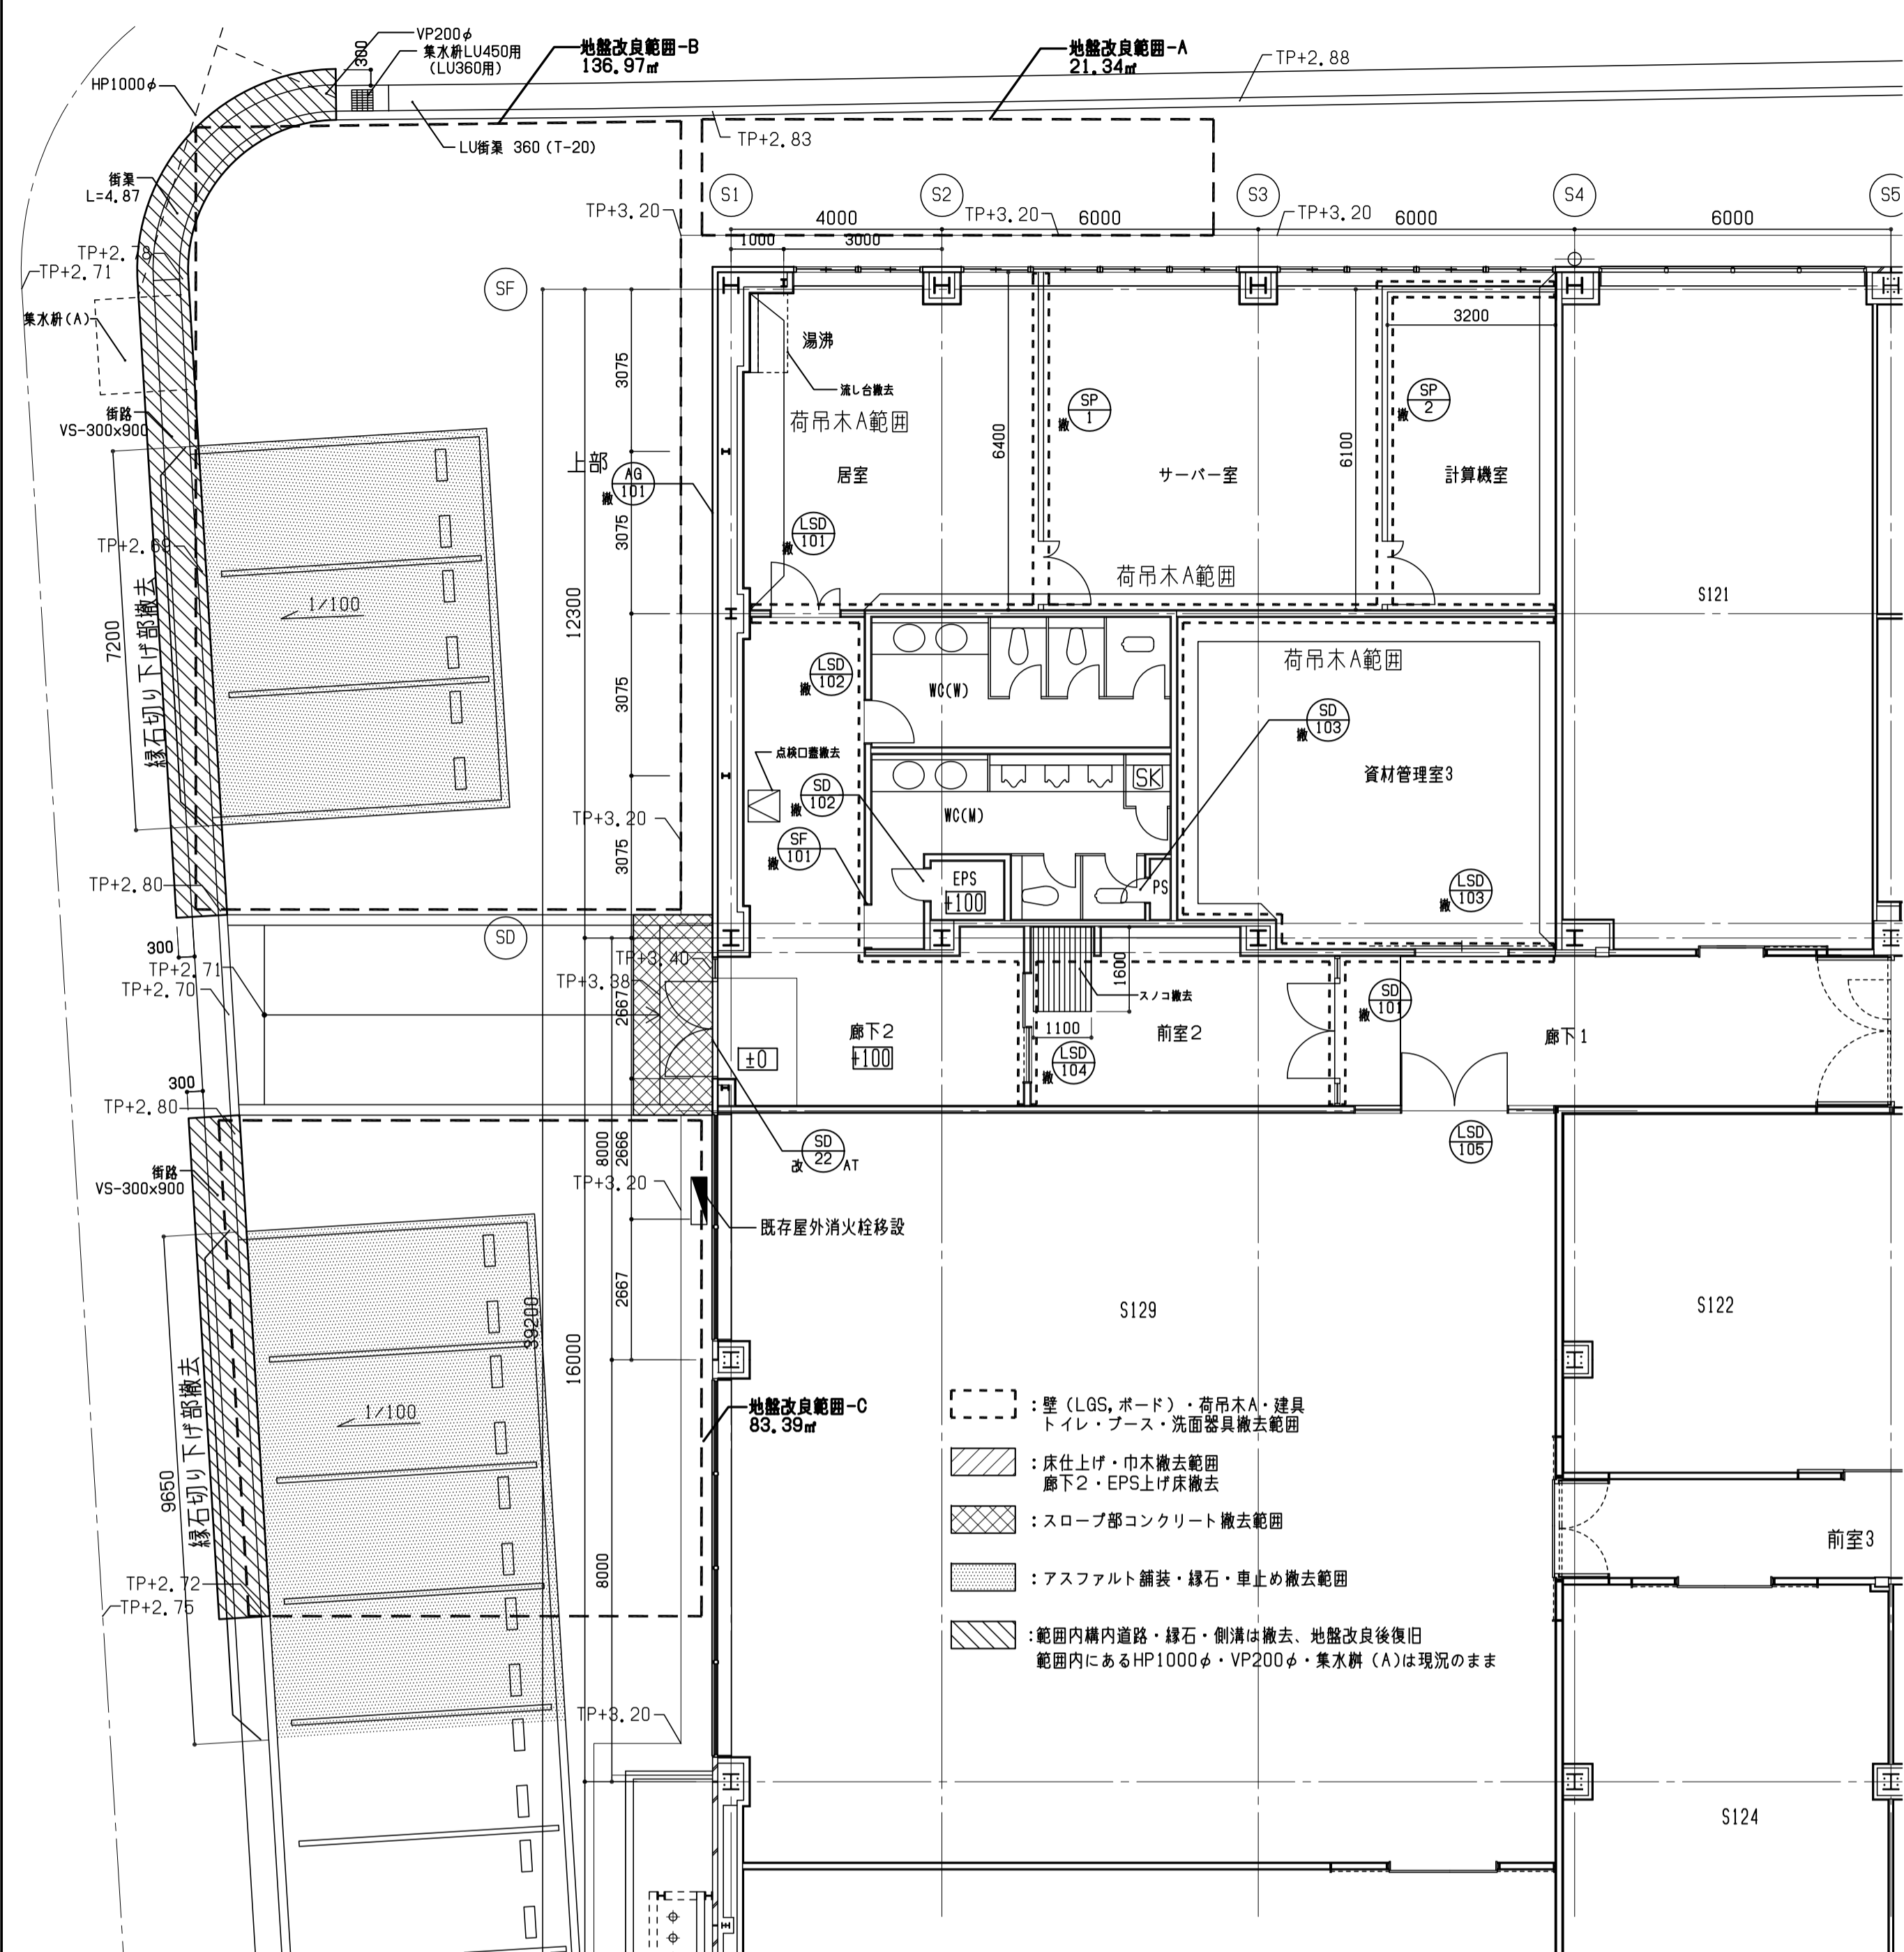 VP200φ
集水枡LU450用
(LU360用)
300
地盤改良範囲-B
136.97㎡
地盤改良範囲-A
21.34㎡
TP+2.88
HP1000φ
LU街渠 360 (T-20)
TP+2.83
街渠
L=4.87
TP+3.20
S1
S2
S3
S4
S5
4000
TP+3.20
6000
TP+3.20
6000
6000
1000
3000
TP+2.78
TP+2.71
SF
集水枡(A)
3200
湯沸
流し台撤去
3075
荷吊木A範囲
SP
1
撤
SP
2
撤
街路
VS-300x900
6400
6100
上部
AG
101
撤
居室
サーバー室
計算機室
LSD
101
撤
3075
TP+2.69
荷吊木A範囲
S121
1/100
12300
7200
縁石切り下げ部撤去
LSD
102
撤
WC(W)
荷吊木A範囲
3075
SD
103
撤
点検口蓋撤去
SK
資材管理室3
SD
102
撤
WC(M)
TP+3.20
SF
101
撤
3075
EPS
+100
PS
LSD
103
撤
TP+2.80
SD
300
TP+2.71
TP+2.70
TP+3.40
TP+3.38
2667
1600
スノコ撤去
SD
101
撤
廊下2
+100
1100
前室2
廊下1
±0
LSD
104
撤
300
TP+2.80
LSD
105
SD
22
改
AT
8000
2666
街路
VS-300x900
TP+3.20
既存屋外消火栓移設
2667
S129
S122
39200
16000
縁石切り下げ部撤去
9650
1/100
地盤改良範囲-C
83.39㎡
:壁(LGS,ボード)・荷吊木A・建具
トイレ・ブース・洗面器具撤去範囲
:床仕上げ・巾木撤去範囲
廊下2・EPS上げ床撤去
:スロープ部コンクリート撤去範囲
前室3
8000
:アスファルト舗装・縁石・車止め撤去範囲
TP+2.72
TP+2.75
:範囲内構内道路・縁石・側溝は撤去、地盤改良後復旧
範囲内にあるHP1000φ・VP200φ・集水桝(A)は現況のまま
TP+3.20
S124